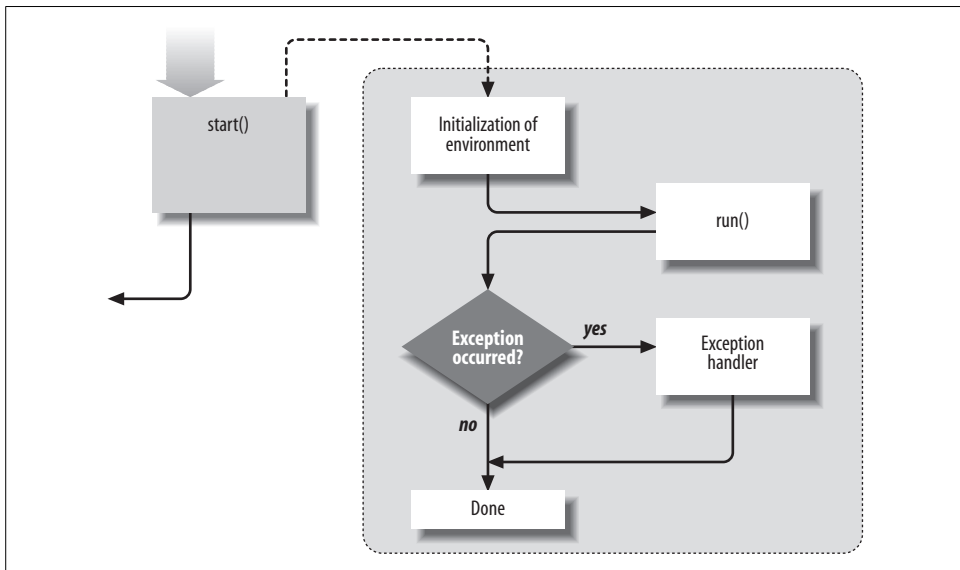 start()
Initialization of
environment
run()
Exception
occurred?
yes
Exception
handler
no
Done